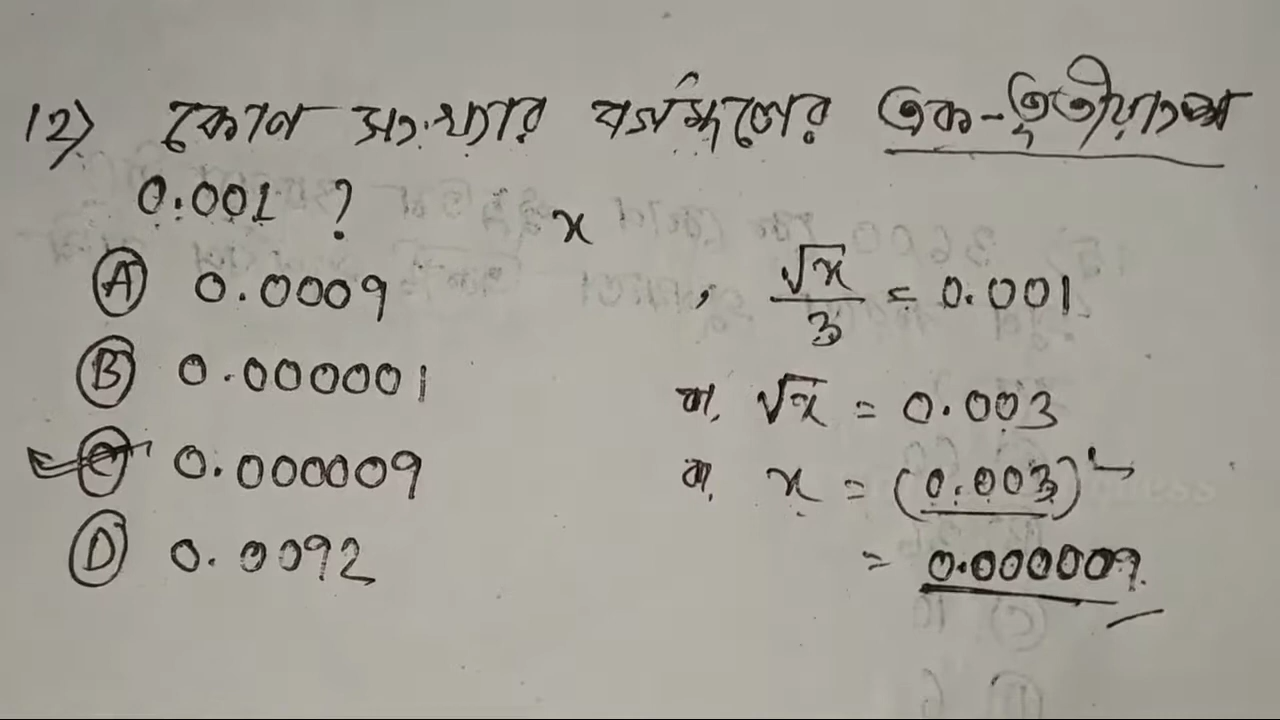 12) কোন সংখ্যার বর্গমূলের এক-তৃতীয়াংশ
0.001 ?
x
(A) 0.0009
, √x/3 = 0.001
(B) 0.000001
বা, √x = 0.003
(C) 0.000009
বা, x = (0.003)²
(D) 0.0092
= 0.000009